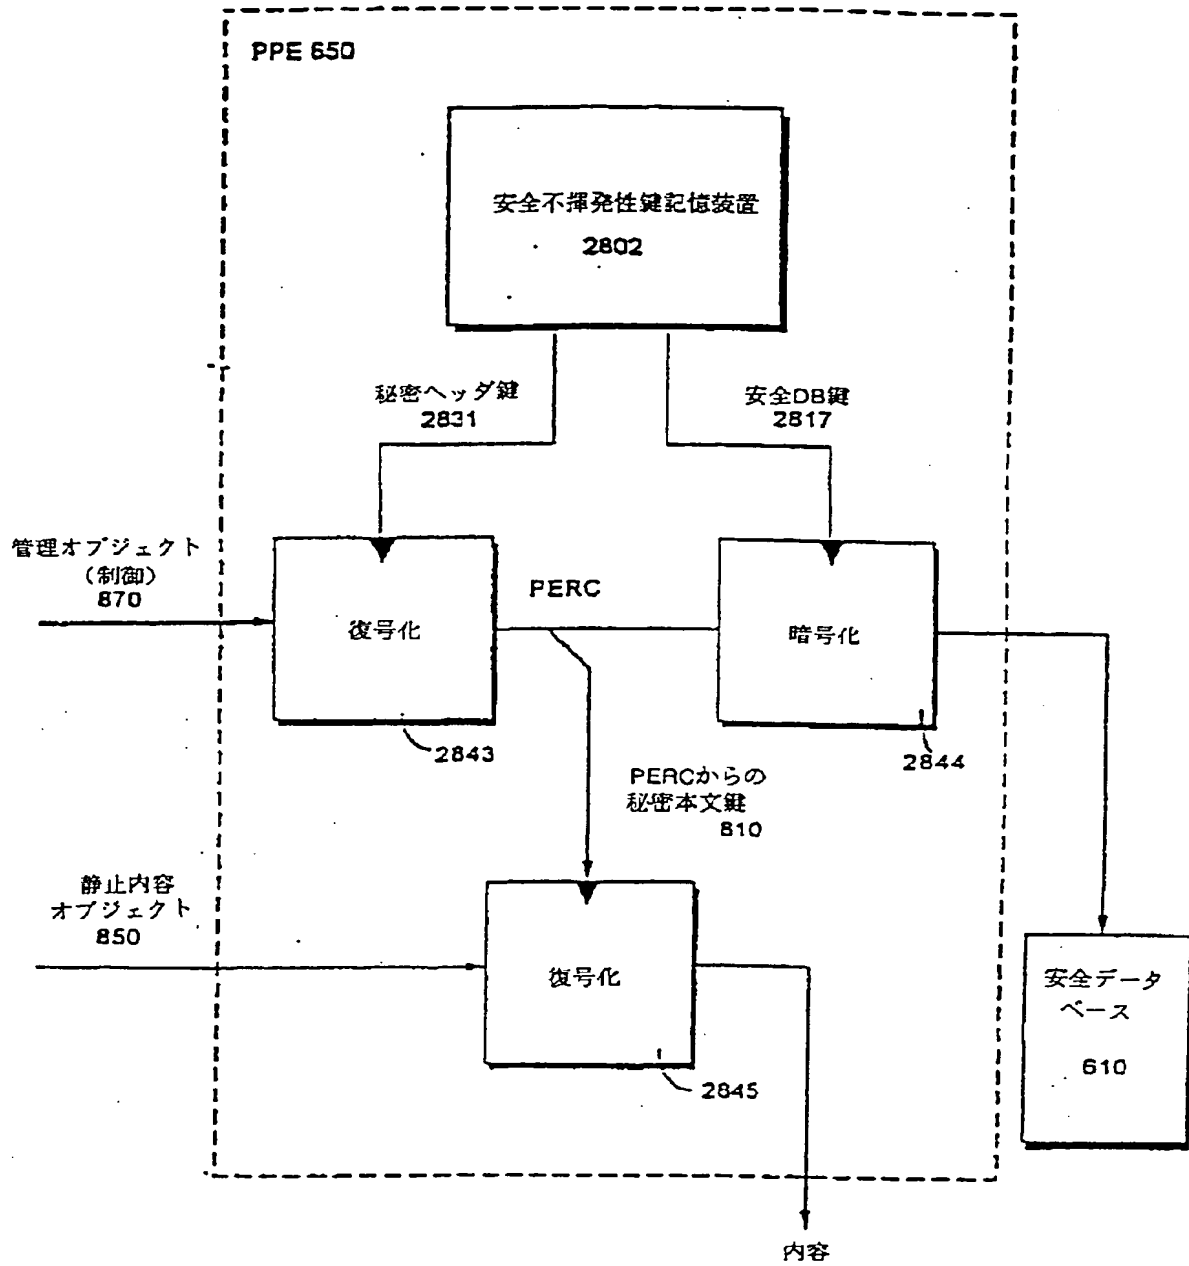 PPE 650
安全不揮発性鍵記憶装置
2802
秘密ヘッダ鍵
2831
安全DB鍵
2817
管理オブジェクト
(制御)
870
復号化
PERC
暗号化
2843
2844
PERCからの
秘密本文鍵
810
静止内容
オブジェクト
850
復号化
2845
安全データ
ベース
610
内容